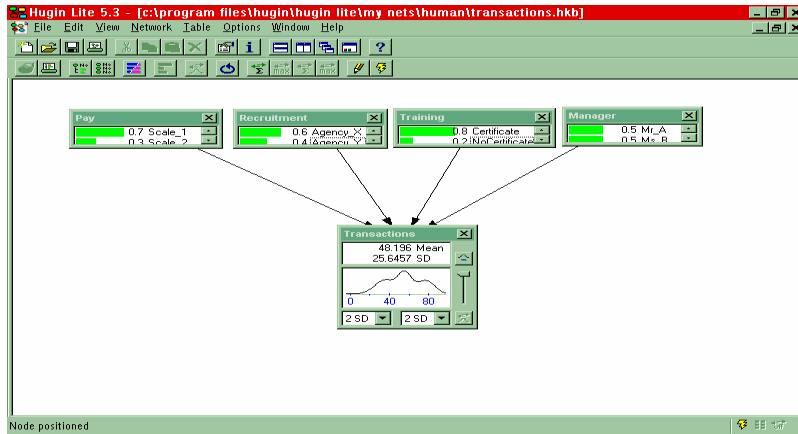 Hugin Lite 5.3 - [c:\program files\hugin\hugin lite\my nets\human\transactions.hkb]
File Edit View Network Table Options Window Help
Pay
0.7 Scale_1
0.3 Scale_2
Recruitment
0.6 Agency_X
0.4 Agency_Y
Training
0.8 Certificate
0.2 NoCertificate
Manager
0.5 Mr_A
0.5 Ms_B
Transactions
48.196 Mean
25.6457 SD
0 40 80
2 SD 2 SD
Node positioned